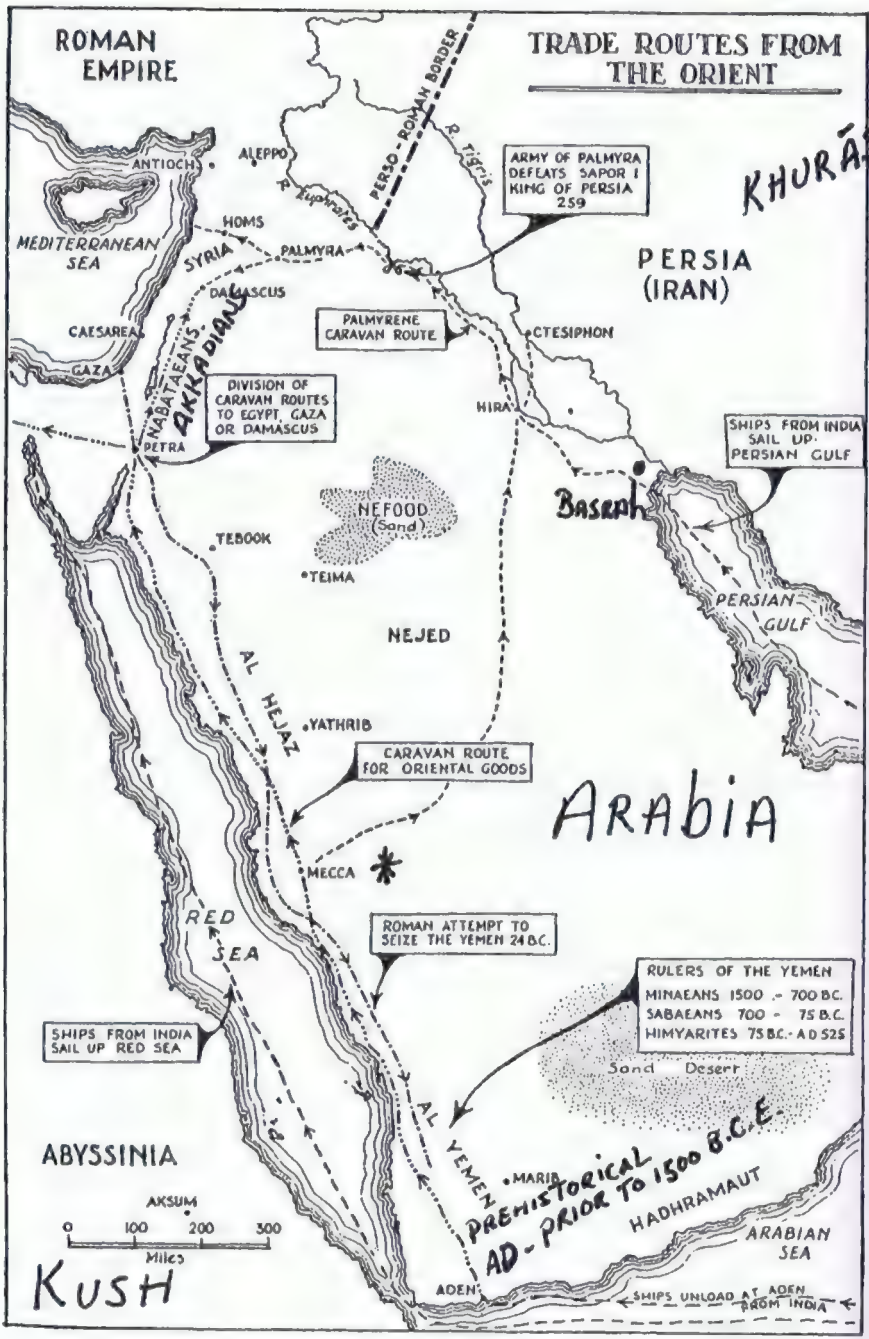 ROMAN
EMPIRE
TRADE ROUTES FROM
THE ORIENT
PERSO-ROMAN BORDER
R. Tigris
R. Euphrates
ANTIOCH
ALEPPO
ARMY OF PALMYRA
DEFEATS SAPOR I
KING OF PERSIA
259
KHURĀ
MEDITERRANEAN
SEA
HOMS
SYRIA
PALMYRA
PERSIA
(IRAN)
DAMASCUS
CAESAREA
PALMYRENE
CARAVAN ROUTE
CTESIPHON
GAZA
NABATAEANS
AKKADIANS
DIVISION OF
CARAVAN ROUTES
TO EGYPT, GAZA
OR DAMASCUS
HIRA
PETRA
SHIPS FROM INDIA
SAIL UP
PERSIAN GULF
NEFOOD
(Sand)
BASRAH
TEBOOK
TEIMA
PERSIAN
GULF
NEJED
AL HEJAZ
YATHRIB
CARAVAN ROUTE
FOR ORIENTAL GOODS
ARAbiA
MECCA
RED
SEA
ROMAN ATTEMPT TO
SEIZE THE YEMEN 24 B.C.
RULERS OF THE YEMEN
MINAEANS 1500 .- 700 B.C.
SABAEANS 700 - 75 B.C.
HIMYARITES 75 B.C.- A D 525
SHIPS FROM INDIA
SAIL UP RED SEA
Sand Desert
AL YEMEN
ABYSSINIA
MARIB
PREHISTORICAL
AD - PRIOR TO 1500 B.C.E.
HADHRAMAUT
AKSUM
0 100 200 300
Miles
ARABIAN
SEA
KUSH
ADEN
SHIPS UNLOAD AT ADEN
FROM INDIA